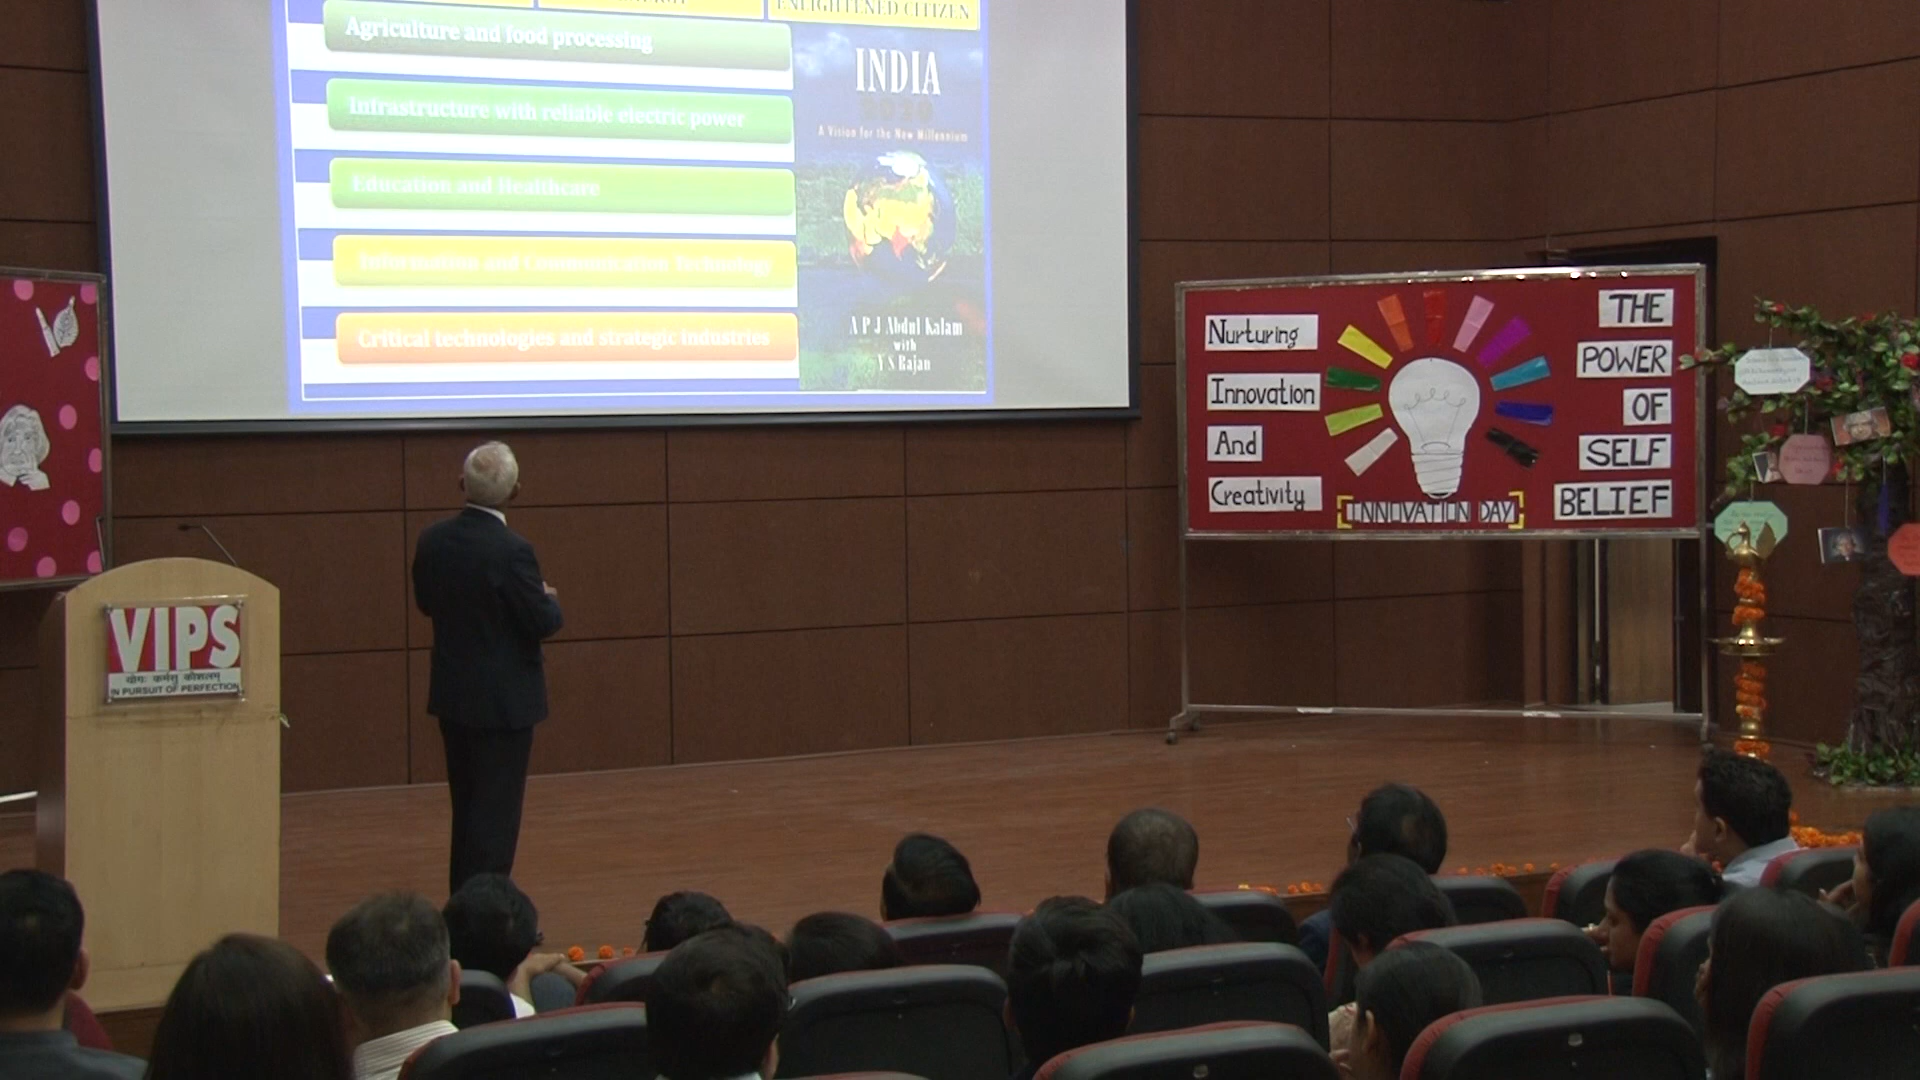 ENLIGHTENED CITIZEN
Agriculture and food processing
Infrastructure with reliable electric power
Education and Healthcare
Information and Communication Technology
Critical technologies and strategic industries
INDIA
2020
A Vision for the New Millennium
A P J Abdul Kalam
with
Y S Rajan
Nurturing
Innovation
And
Creativity
INNOVATION DAY
THE
POWER
OF
SELF
BELIEF
VIPS
योगः कर्मसु कौशलम्
IN PURSUIT OF PERFECTION